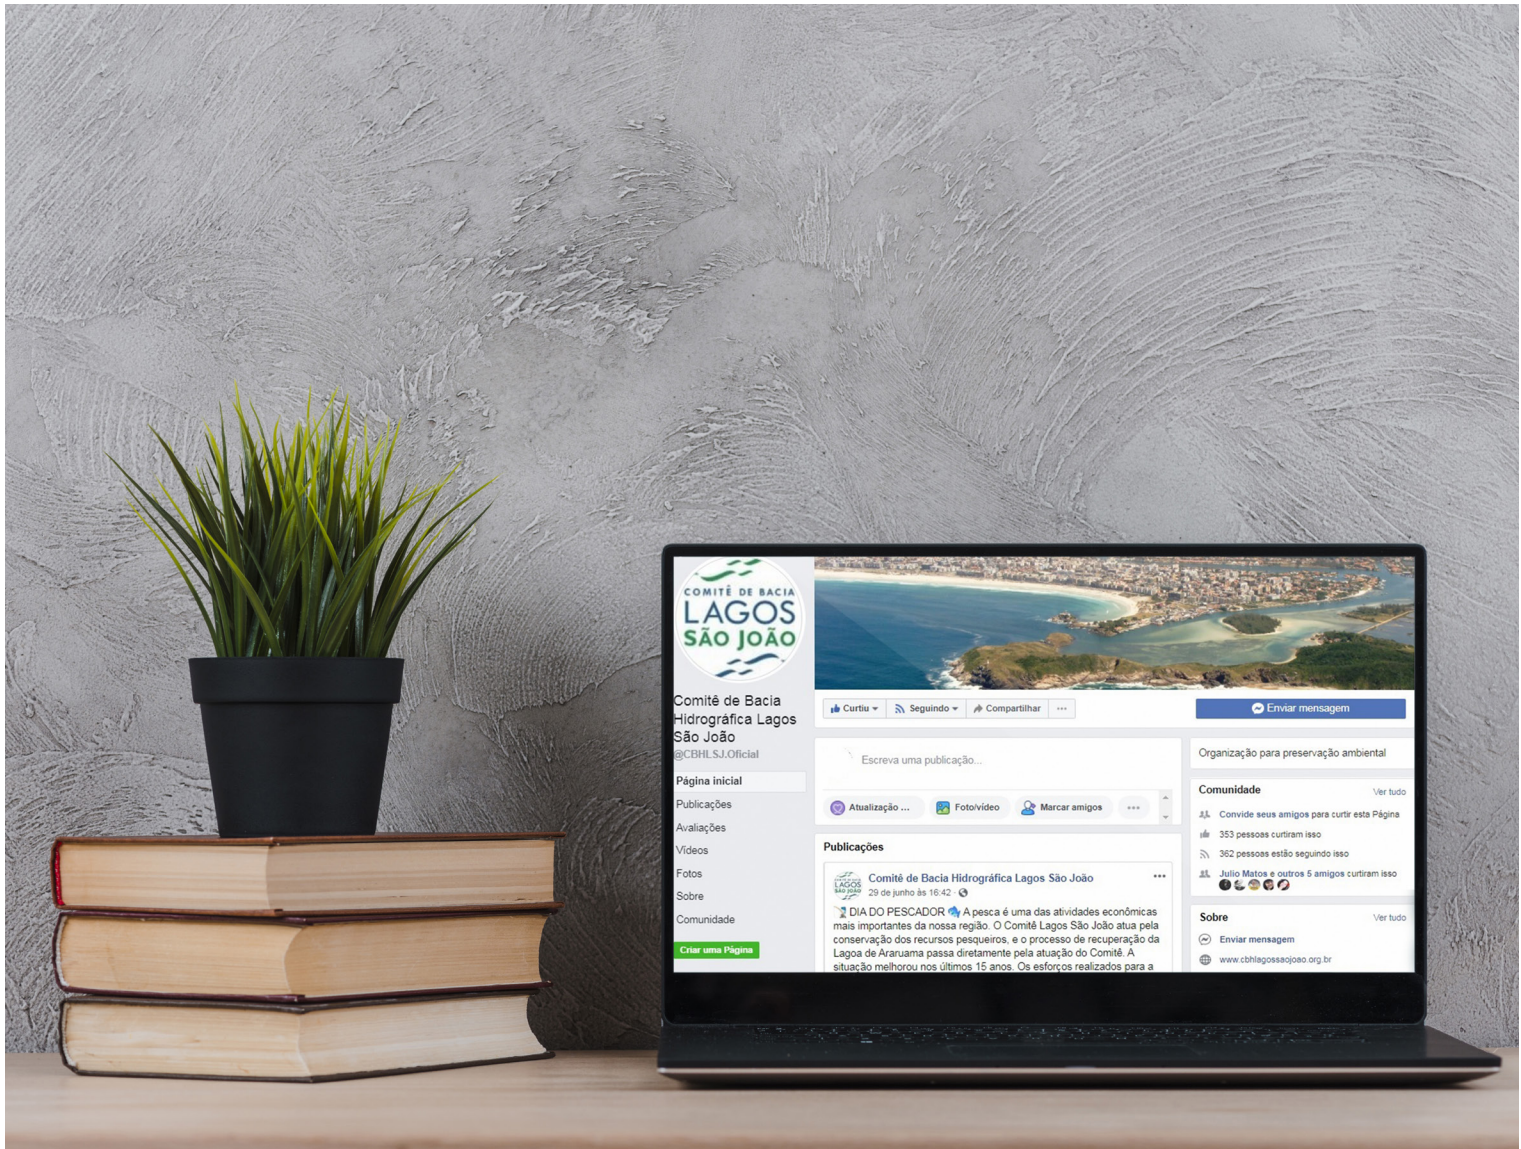 COMITÊ DE BACIA
LAGOS
SÃO JOÃO
Comitê de Bacia
Hidrográfica Lagos
São João
@CBHLSJ.Oficial
Página inicial
Publicações
Avaliações
Vídeos
Fotos
Sobre
Comunidade
Criar uma Página
Curtiu
Seguindo
Compartilhar
...
Enviar mensagem
Escreva uma publicação...
Atualização ...
Foto/vídeo
Marcar amigos
...
Publicações
LAGOS
SÃO JOÃO
Comitê de Bacia Hidrográfica Lagos São João
...
29 de junho às 16:42 ·
DIA DO PESCADOR A pesca é uma das atividades econômicas
mais importantes da nossa região. O Comitê Lagos São João atua pela
conservação dos recursos pesqueiros, e o processo de recuperação da
Lagoa de Araruama passa diretamente pela atuação do Comitê. A
situação melhorou nos últimos 15 anos. Os esforços realizados para a
Organização para preservação ambiental
Comunidade
Ver tudo
Convide seus amigos para curtir esta Página
353 pessoas curtiram isso
362 pessoas estão seguindo isso
Julio Matos e outros 5 amigos curtiram isso
Sobre
Ver tudo
Enviar mensagem
www.cbhlagossaojoao.org.br